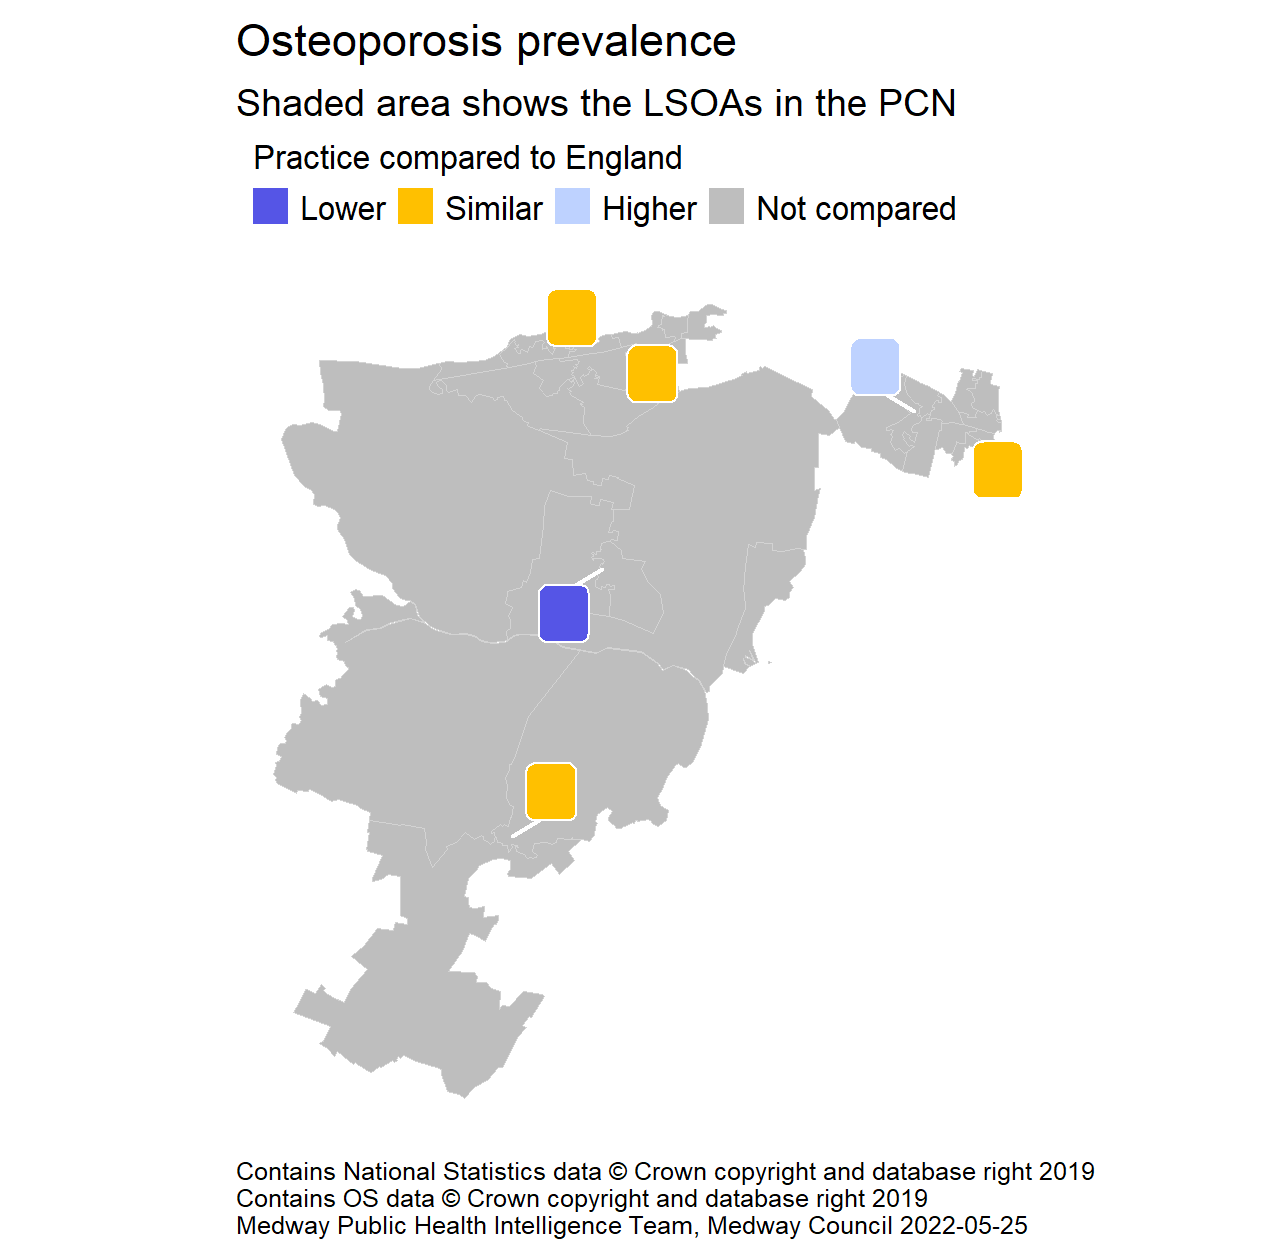 Osteoporosis prevalence
Shaded area shows the LSOAs in the PCN
Practice compared to England
Lower Similar Higher Not compared
Contains National Statistics data © Crown copyright and database right 2019
Contains OS data © Crown copyright and database right 2019
Medway Public Health Intelligence Team, Medway Council 2022-05-25